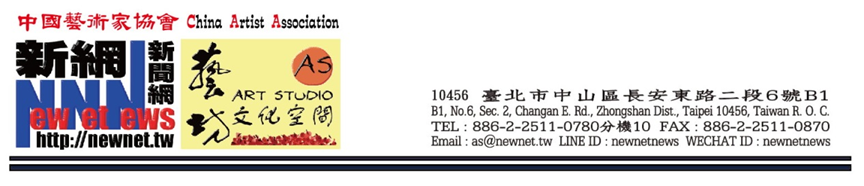 中國藝術家協會 China Artist Association
新網
新聞網
NNN
ewNetNews
http://newnet.tw
藝坊
AS
ART STUDIO
文化空間
10456 臺北市中山區長安東路二段6號B1
B1, No.6, Sec. 2, Changan E. Rd., Zhongshan Dist., Taipei 10456, Taiwan R. O. C.
TEL : 886-2-2511-0780分機10 FAX : 886-2-2511-0870
Email : as@newnet.tw LINE ID : newnetnews WECHAT ID : newnetnews